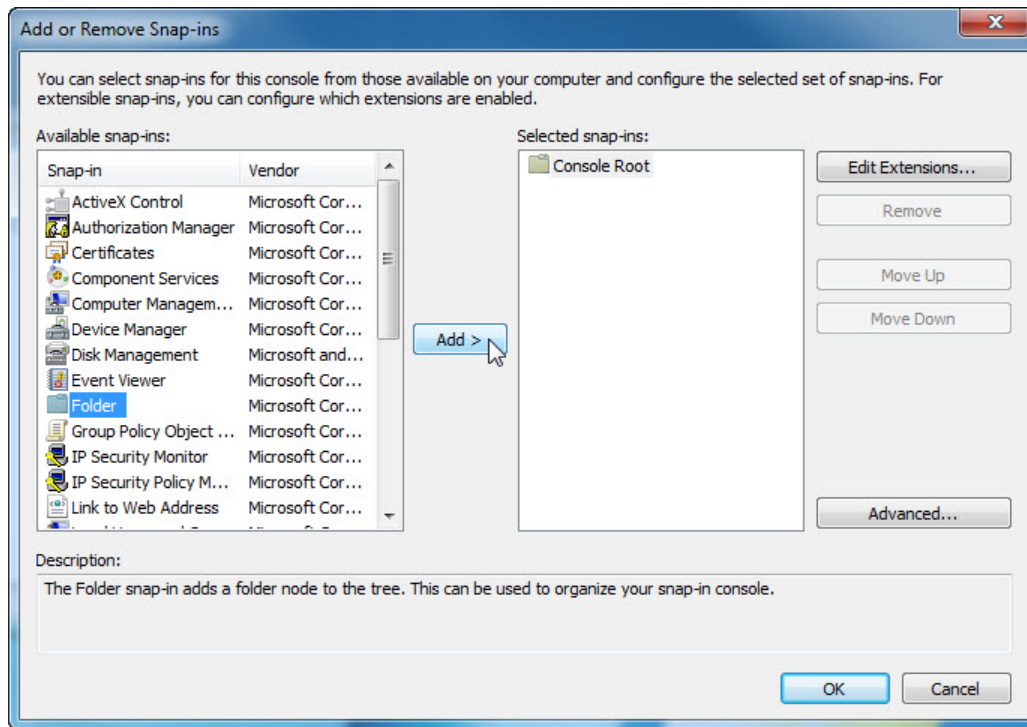 Add or Remove Snap-ins
You can select snap-ins for this console from those available on your computer and configure the selected set of snap-ins. For
extensible snap-ins, you can configure which extensions are enabled.
Available snap-ins:
Selected snap-ins:
Snap-in Vendor
Console Root
Edit Extensions...
ActiveX Control Microsoft Cor...
Remove
Authorization Manager Microsoft Cor...
Certificates Microsoft Cor...
Component Services Microsoft Cor...
Move Up
Computer Managem... Microsoft Cor...
Move Down
Device Manager Microsoft Cor...
Add >
Disk Management Microsoft and...
Event Viewer Microsoft Cor...
Folder Microsoft Cor...
Group Policy Object ... Microsoft Cor...
IP Security Monitor Microsoft Cor...
IP Security Policy M... Microsoft Cor...
Link to Web Address Microsoft Cor...
Advanced...
Description:
The Folder snap-in adds a folder node to the tree. This can be used to organize your snap-in console.
OK
Cancel